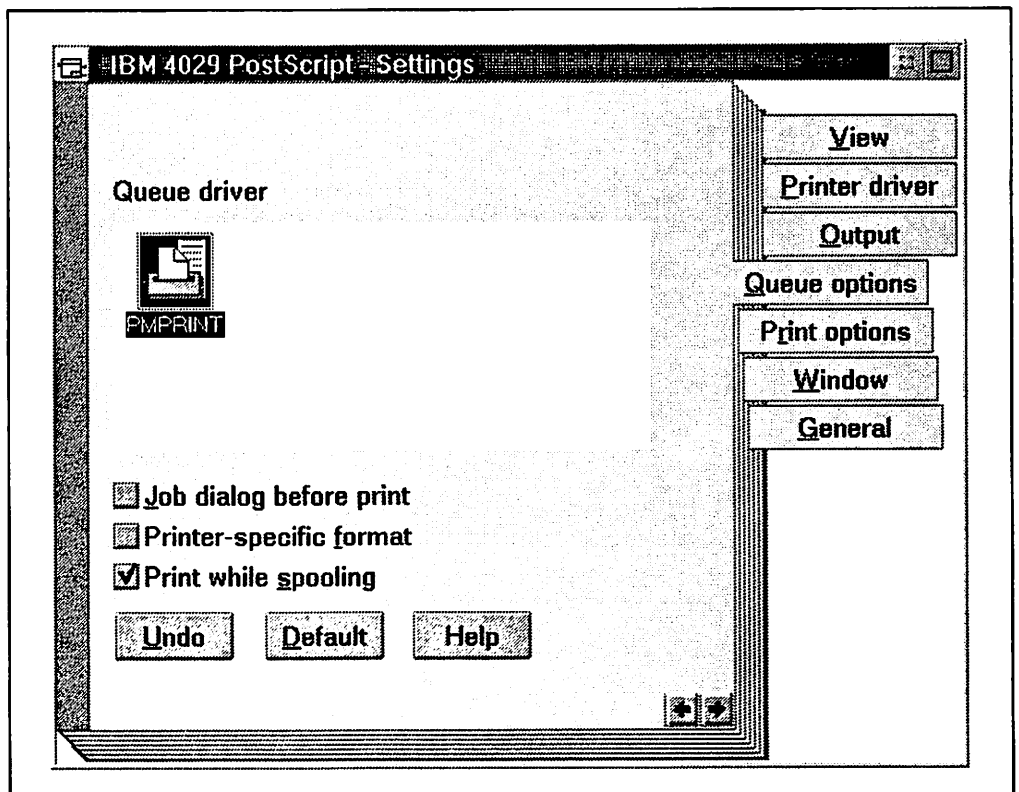 IBM 4029 PostScript - Settings
View
Printer driver
Output
Queue options
Print options
Window
General
Queue driver
PMPRINT
Job dialog before print
Printer-specific format
Print while spooling
Undo Default Help